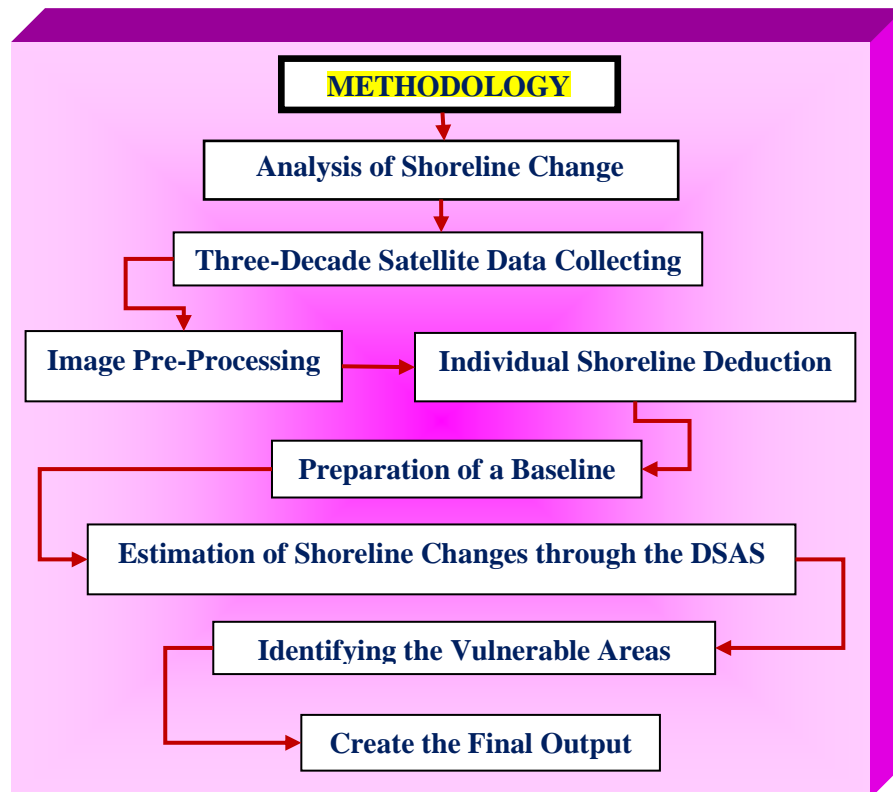 METHODOLOGY
Analysis of Shoreline Change
Three-Decade Satellite Data Collecting
Image Pre-Processing
Individual Shoreline Deduction
Preparation of a Baseline
Estimation of Shoreline Changes through the DSAS
Identifying the Vulnerable Areas
Create the Final Output